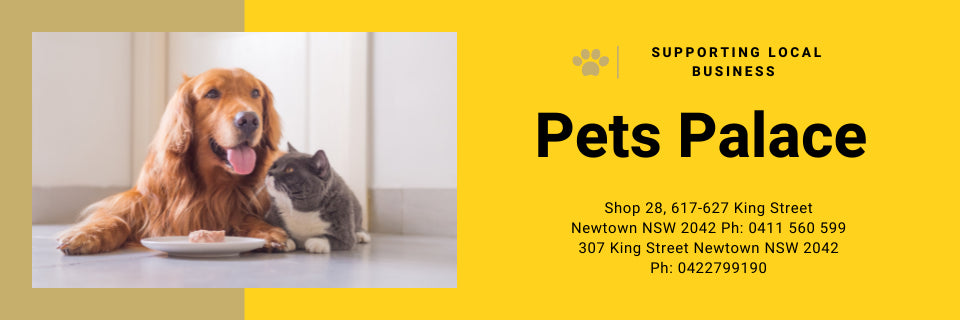 SUPPORTING LOCAL
BUSINESS
Pets Palace
Shop 28, 617-627 King Street
Newtown NSW 2042 Ph: 0411 560 599
307 King Street Newtown NSW 2042
Ph: 0422799190